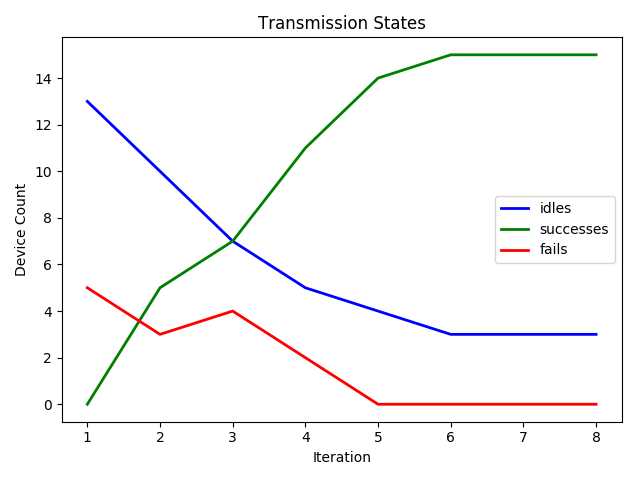 Transmission States
Device Count
14
12
10
8
6
4
2
0
idles
successes
fails
1 2 3 4 5 6 7 8
Iteration